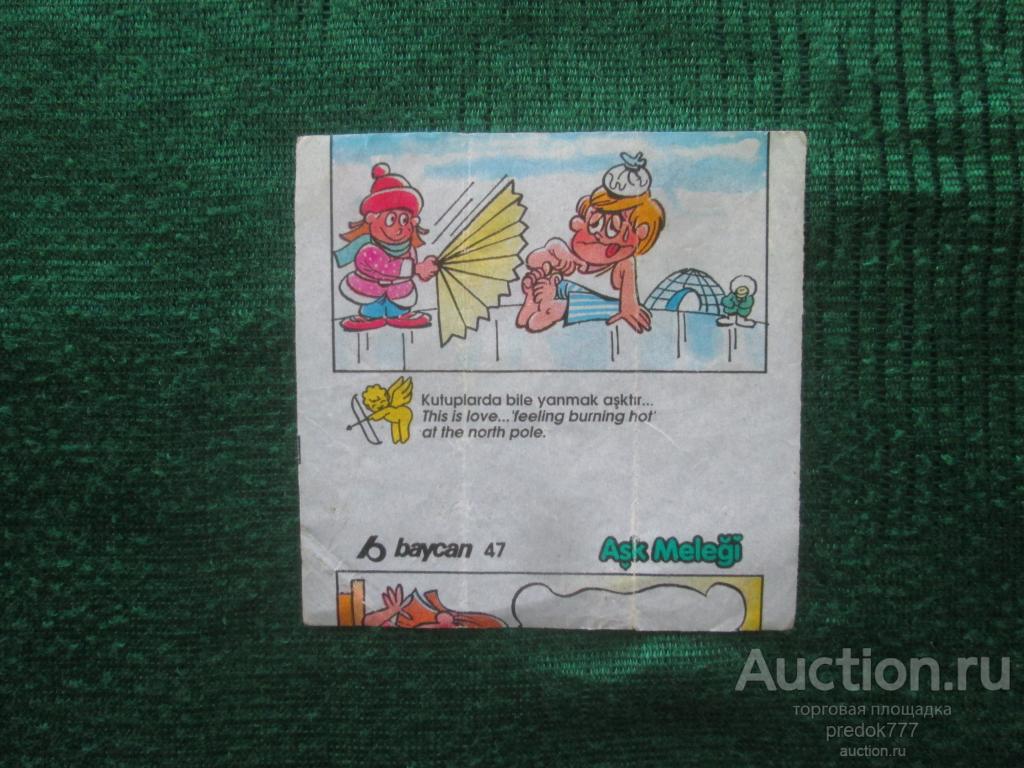 Kutuplarda bile yanmak aşktır...
This is love...'feeling burning hot'
at the north pole.
baycan 47
Aşk Meleği
Auction.ru
торговая площадка
predok777
auction.ru